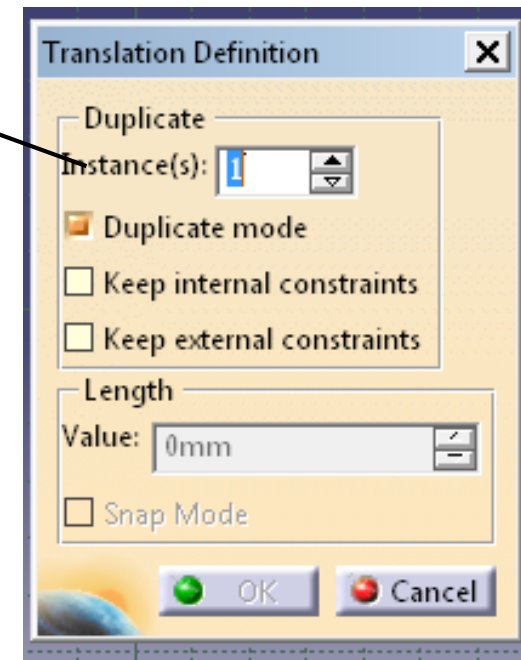 Translation Definition
Duplicate
Instance(s): 1
Duplicate mode
Keep internal constraints
Keep external constraints
Length
Value: 0mm
Snap Mode
OK Cancel